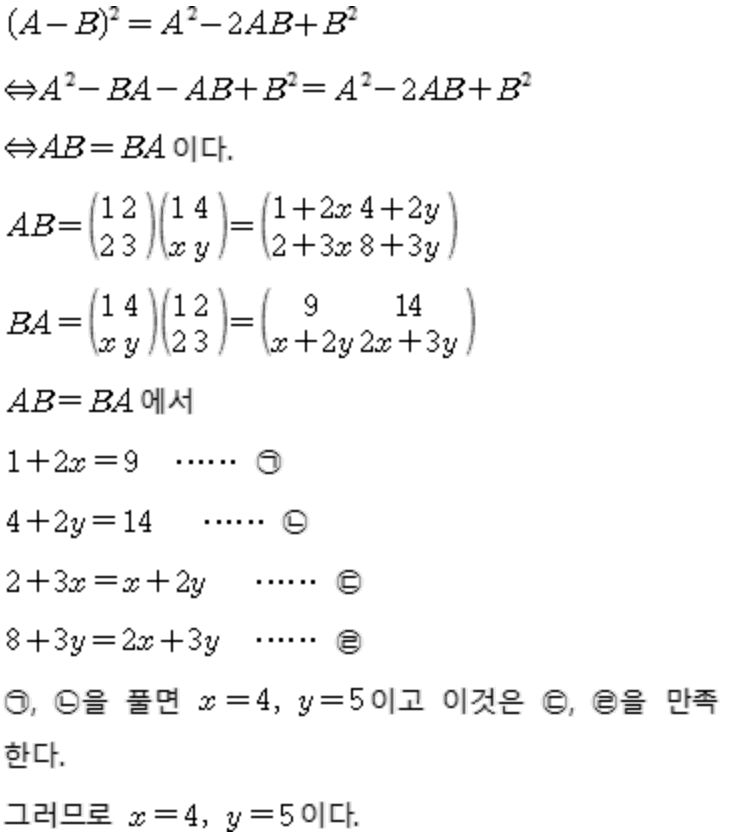 (A−B)²=A²−2AB+B²
⇔A²−BA−AB+B²=A²−2AB+B²
⇔AB=BA이다.
AB=(1 2
2 3)(1 4
x y)=(1+2x 4+2y
2+3x 8+3y)
BA=(1 4
x y)(1 2
2 3)=(9 14
x+2y 2x+3y)
AB=BA에서
1+2x=9 ⋯⋯ ㉠
4+2y=14 ⋯⋯ ㉡
2+3x=x+2y ⋯⋯ ㉢
8+3y=2x+3y ⋯⋯ ㉣
㉠, ㉡을 풀면 x=4, y=5이고 이것은 ㉢, ㉣을 만족
한다.
그러므로 x=4, y=5이다.